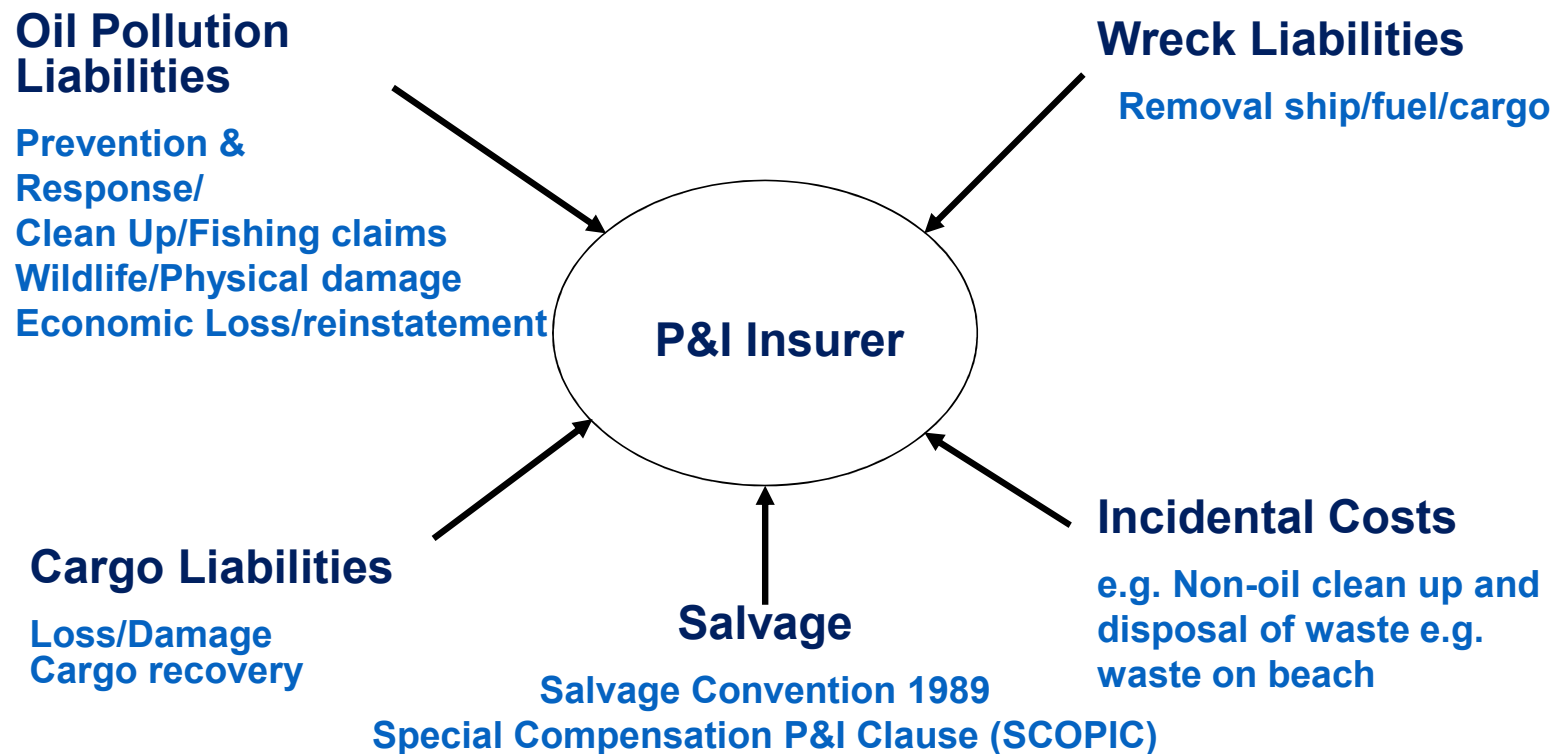 Oil Pollution
Liabilities
Prevention &
Response/
Clean Up/Fishing claims
Wildlife/Physical damage
Economic Loss/reinstatement
Wreck Liabilities
Removal ship/fuel/cargo
P&I Insurer
Cargo Liabilities
Loss/Damage
Cargo recovery
Salvage
Salvage Convention 1989
Special Compensation P&I Clause (SCOPIC)
Incidental Costs
e.g. Non-oil clean up and
disposal of waste e.g.
waste on beach